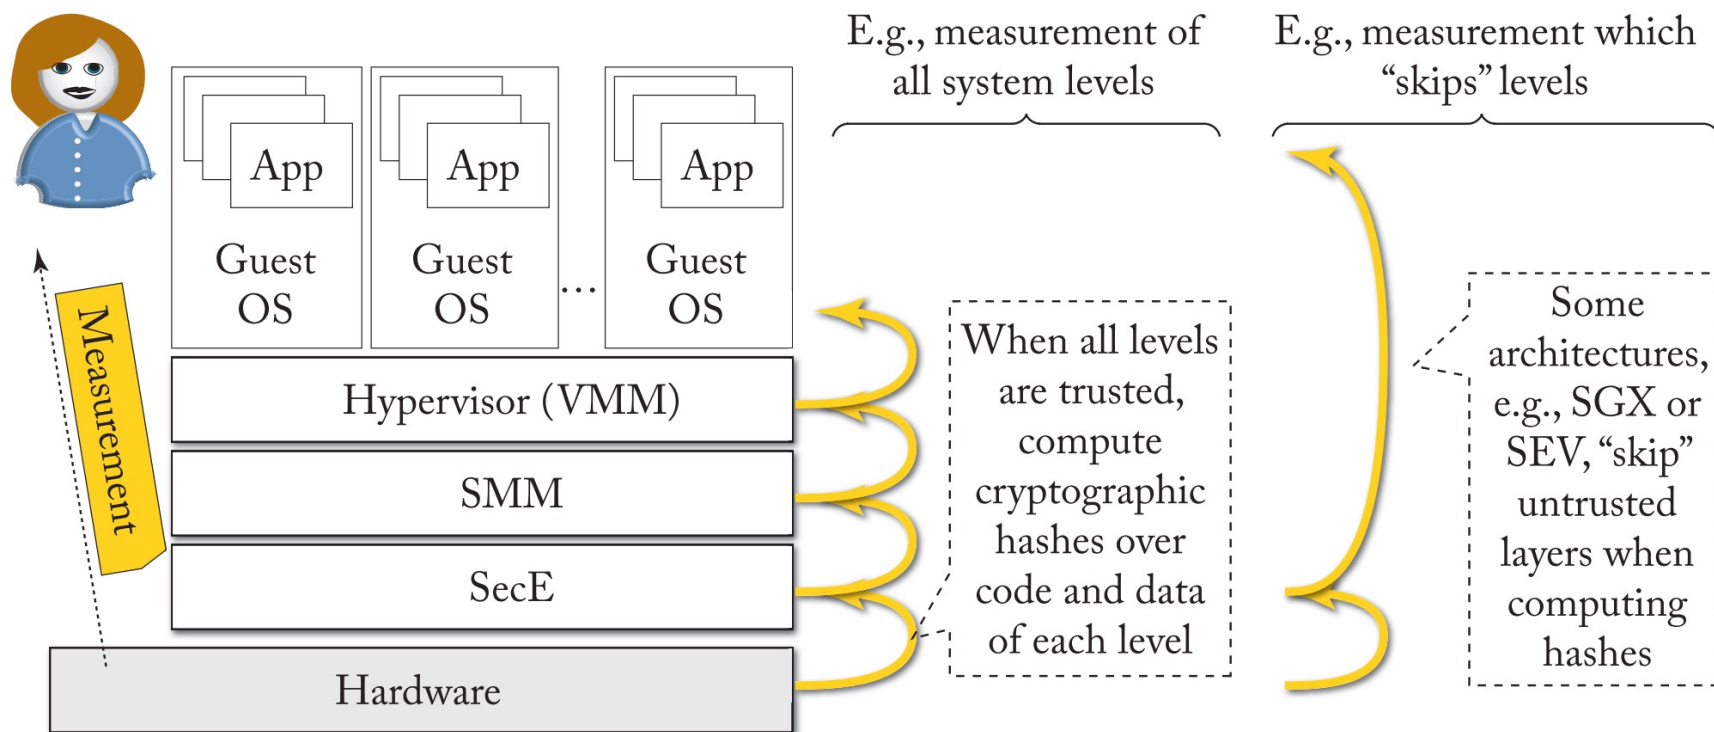 E.g., measurement of
all system levels
E.g., measurement which
“skips” levels
App
App
App
Guest
OS
Guest
OS
...
Guest
OS
Measurement
Hypervisor (VMM)
SMM
SecE
Hardware
When all levels
are trusted,
compute
cryptographic
hashes over
code and data
of each level
Some
architectures,
e.g., SGX or
SEV, “skip”
untrusted
layers when
computing
hashes